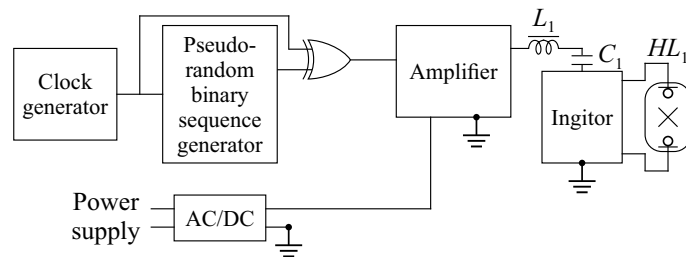 Clock
generator
Pseudo-
random
binary
sequence
generator
Amplifier
L1
C1
HL1
Ingitor
Power
supply
AC/DC